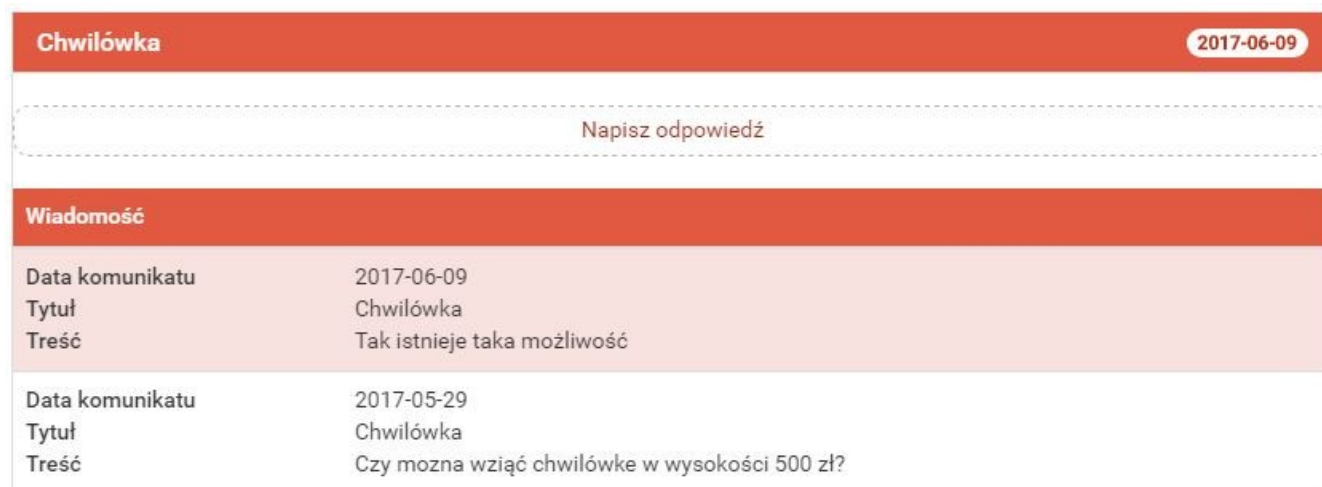 Chwilówka 2017-06-09
Napisz odpowiedź
Wiadomość
Data komunikatu 2017-06-09
Tytuł Chwilówka
Treść Tak istnieje taka możliwość
Data komunikatu 2017-05-29
Tytuł Chwilówka
Treść Czy mozna wziąć chwilówke w wysokości 500 zł?